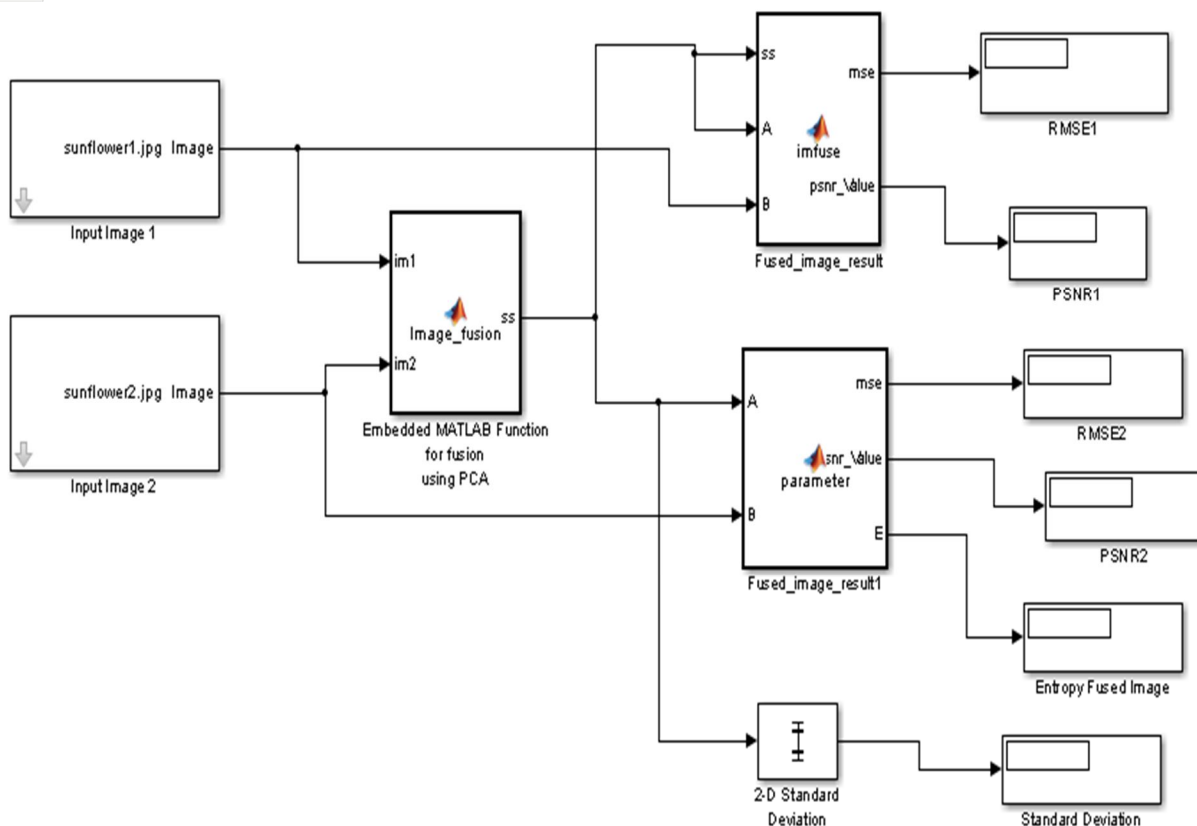 sunflower1.jpg Image
Input Image 1
sunflower2.jpg Image
Input Image 2
im1
Image_fusion
ss
im2
Embedded MATLAB Function
for fusion
using PCA
ss
mse
A
imfuse
psnr_Value
B
Fused_image_result
RMSE1
PSNR1
mse
A
snr_Value
parameter
B
E
Fused_image_result1
RMSE2
PSNR2
Entropy Fused Image
2-D Standard
Deviation
Standard Deviation